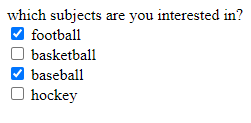 which subjects are you interested in?
football
basketball
baseball
hockey